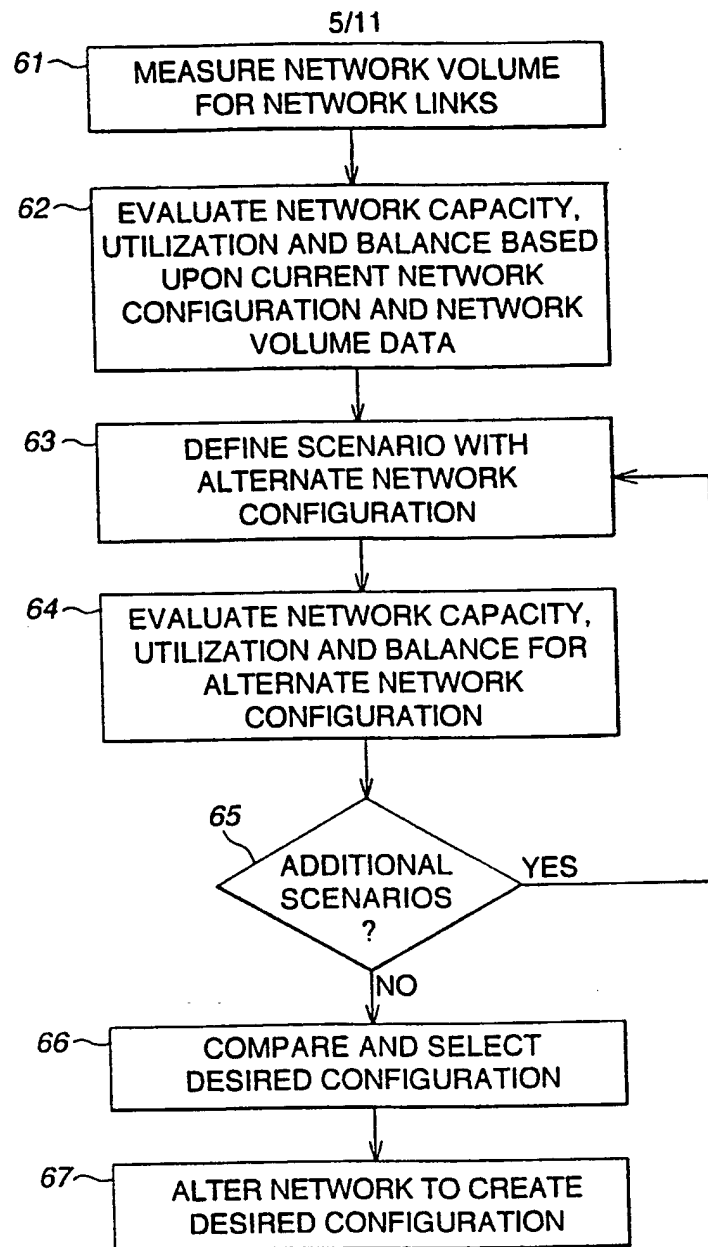 5/11
61
MEASURE NETWORK VOLUME
FOR NETWORK LINKS
62
EVALUATE NETWORK CAPACITY,
UTILIZATION AND BALANCE BASED
UPON CURRENT NETWORK
CONFIGURATION AND NETWORK
VOLUME DATA
63
DEFINE SCENARIO WITH
ALTERNATE NETWORK
CONFIGURATION
64
EVALUATE NETWORK CAPACITY,
UTILIZATION AND BALANCE FOR
ALTERNATE NETWORK
CONFIGURATION
65
ADDITIONAL
SCENARIOS
?
YES
NO
66
COMPARE AND SELECT
DESIRED CONFIGURATION
67
ALTER NETWORK TO CREATE
DESIRED CONFIGURATION